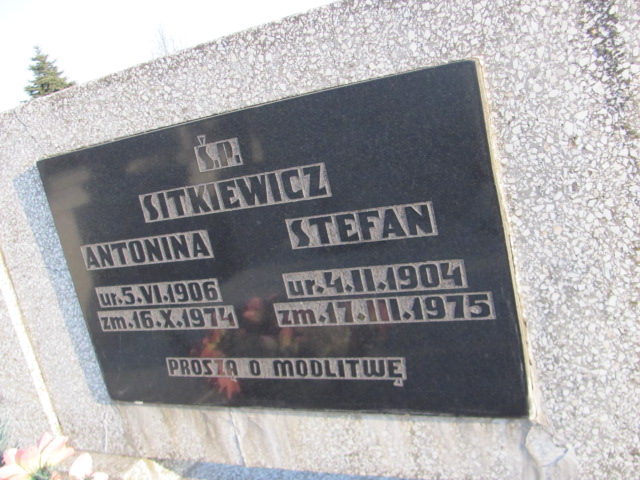 Ś.P.
SITKIEWICZ
ANTONINA
ur.5.VI.1906
zm.16.X.1974
STEFAN
ur.4.II.1904
zm.17.III.1975
PROSZĄ O MODLITWĘ